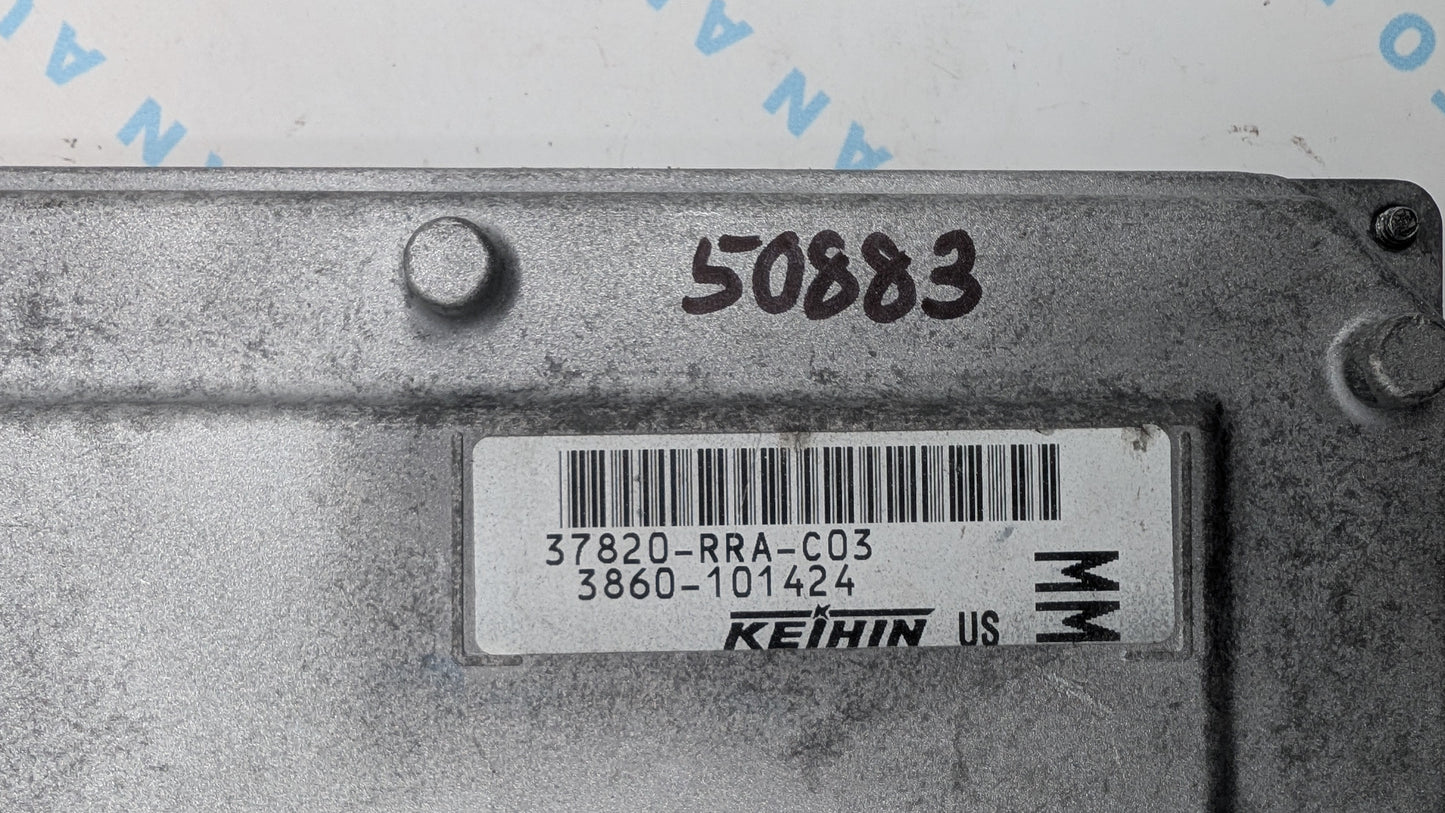 50883
37820-RRA-C03
3860-101424
KEIHIN US
MM